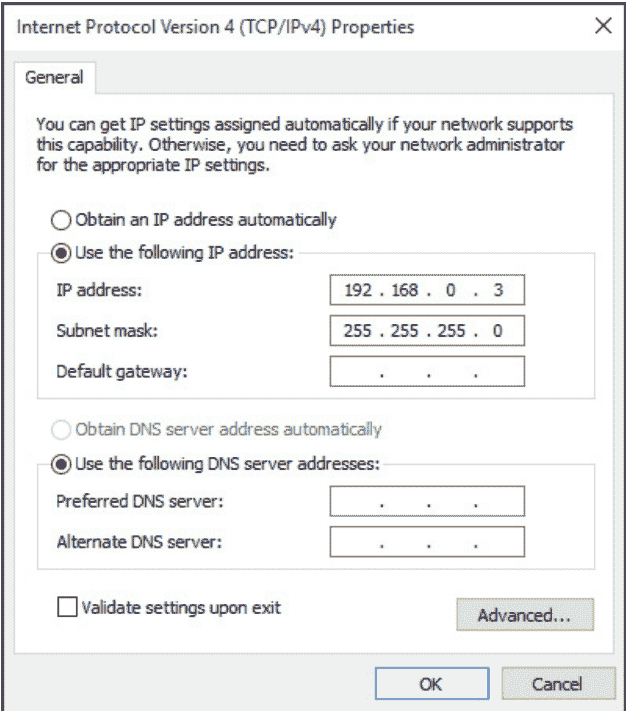 Internet Protocol Version 4 (TCP/IPv4) Properties
General
You can get IP settings assigned automatically if your network supports
this capability. Otherwise, you need to ask your network administrator
for the appropriate IP settings.
Obtain an IP address automatically
Use the following IP address:
IP address: 192 . 168 . 0 . 3
Subnet mask: 255 . 255 . 255 . 0
Default gateway: . . .
Obtain DNS server address automatically
Use the following DNS server addresses:
Preferred DNS server: . . .
Alternate DNS server: . . .
Validate settings upon exit
Advanced...
OK Cancel